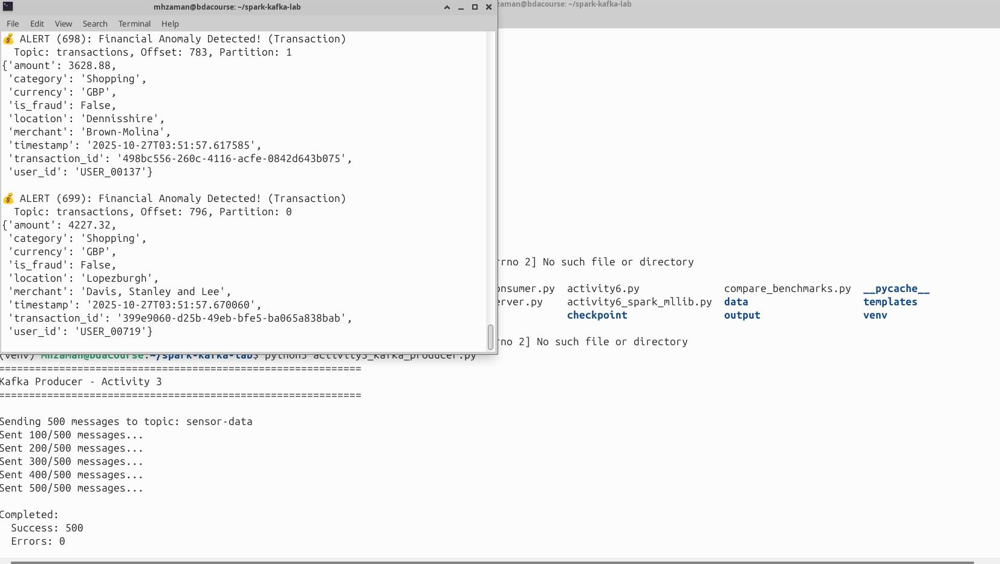 mhzaman@bdacourse: ~/spark-kafka-lab
zaman@bdacourse: ~/spark-kafka-lab
File Edit View Search Terminal Help
💰 ALERT (698): Financial Anomaly Detected! (Transaction)
  Topic: transactions, Offset: 783, Partition: 1
{'amount': 3628.88,
 'category': 'Shopping',
 'currency': 'GBP',
 'is_fraud': False,
 'location': 'Dennisshire',
 'merchant': 'Brown-Molina',
 'timestamp': '2025-10-27T03:51:57.617585',
 'transaction_id': '498bc556-260c-4116-acfe-0842d643b075',
 'user_id': 'USER_00137'}
💰 ALERT (699): Financial Anomaly Detected! (Transaction)
  Topic: transactions, Offset: 796, Partition: 0
{'amount': 4227.32,
 'category': 'Shopping',
 'currency': 'GBP',
 'is_fraud': False,
 'location': 'Lopezburgh',
 'merchant': 'Davis, Stanley and Lee',
 'timestamp': '2025-10-27T03:51:57.670060',
 'transaction_id': '399e9060-d25b-49eb-bfe5-ba065a838bab',
 'user_id': 'USER_00719'}
rno 2] No such file or directory
onsumer.py activity6.py compare_benchmarks.py __pycache__
erver.py activity6_spark_mllib.py data templates
checkpoint output venv
no 2] No such file or directory
(venv) mhzaman@bdacourse:~/spark-kafka-lab$ python3 activity3_kafka_producer.py
============================================================
Kafka Producer - Activity 3
============================================================
Sending 500 messages to topic: sensor-data
Sent 100/500 messages...
Sent 200/500 messages...
Sent 300/500 messages...
Sent 400/500 messages...
Sent 500/500 messages...
Completed:
  Success: 500
  Errors: 0